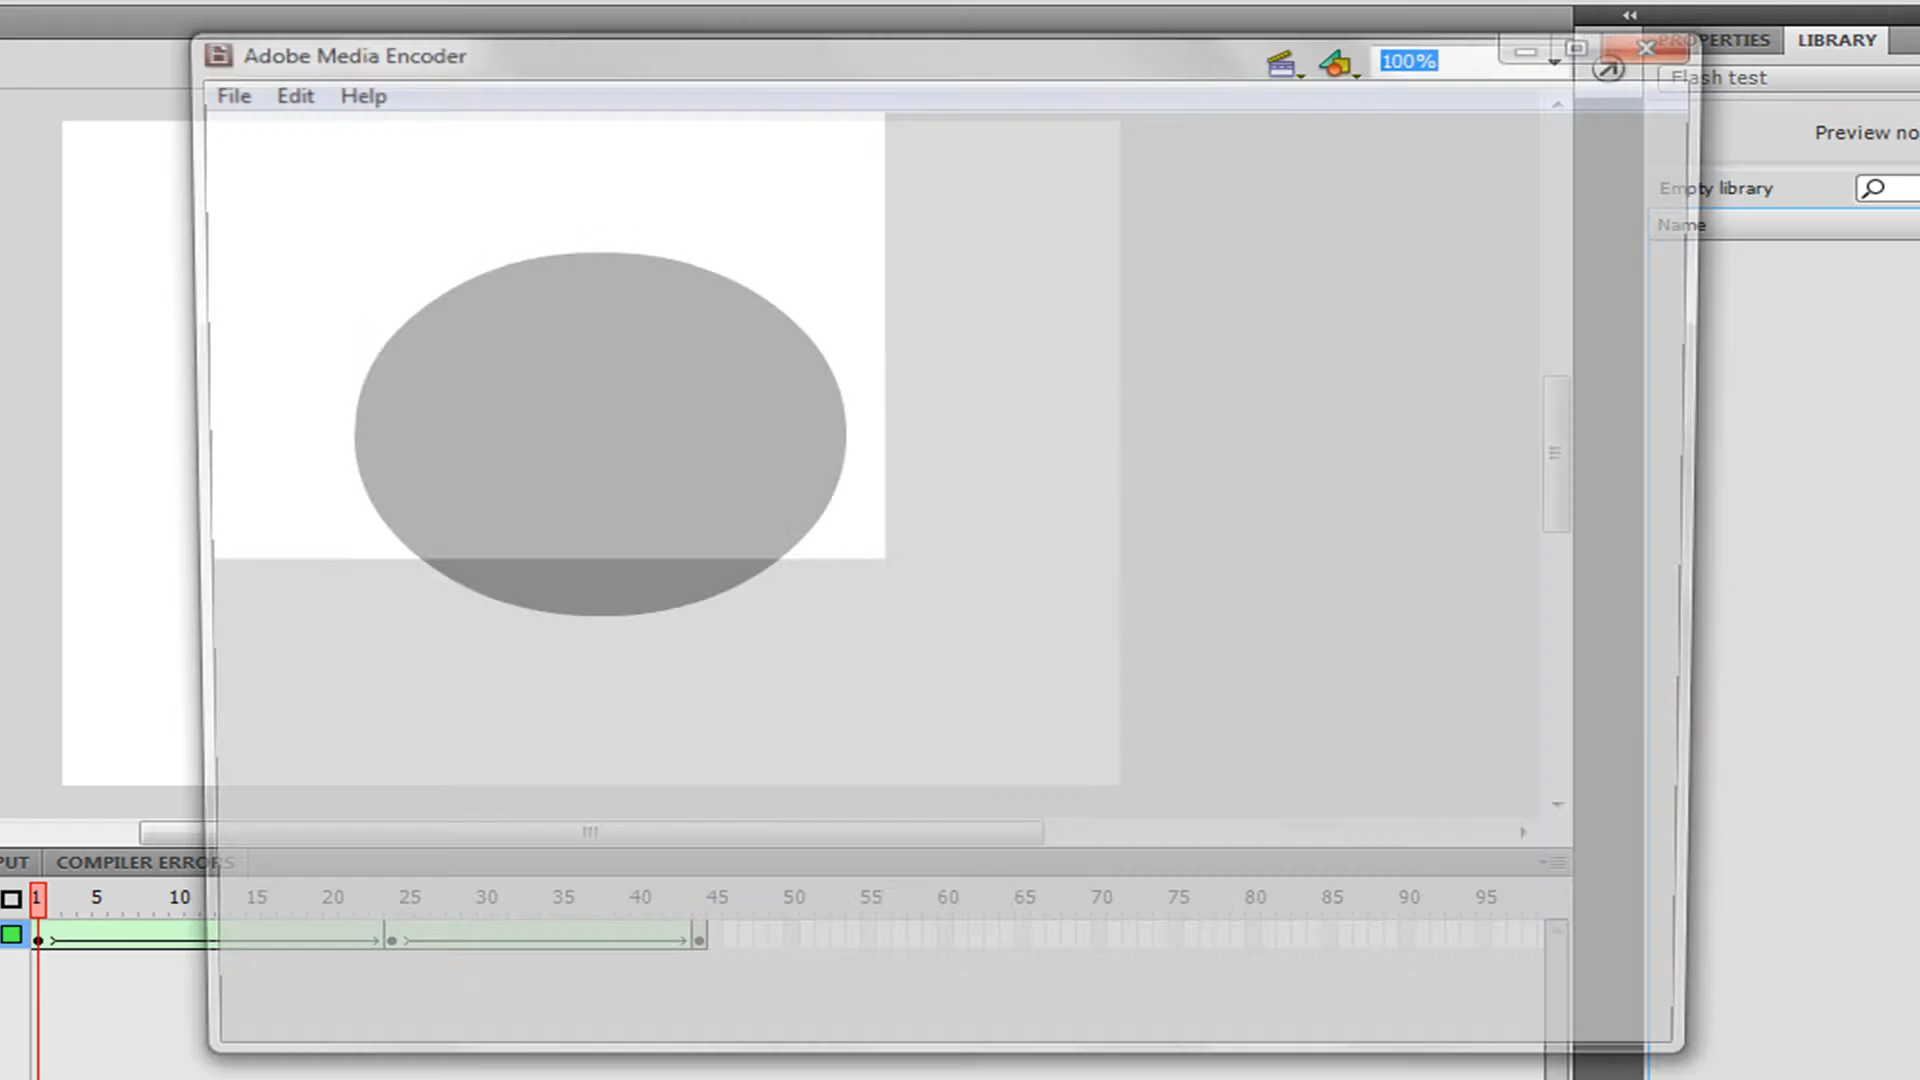 Adobe Media Encoder
100%
PROPERTIES
LIBRARY
File Edit Help
Flash test
Preview no
Empty library
Name
PUT
COMPILER ERRORS
1 5 10 15 20 25 30 35 40 45 50 55 60 65 70 75 80 85 90 95